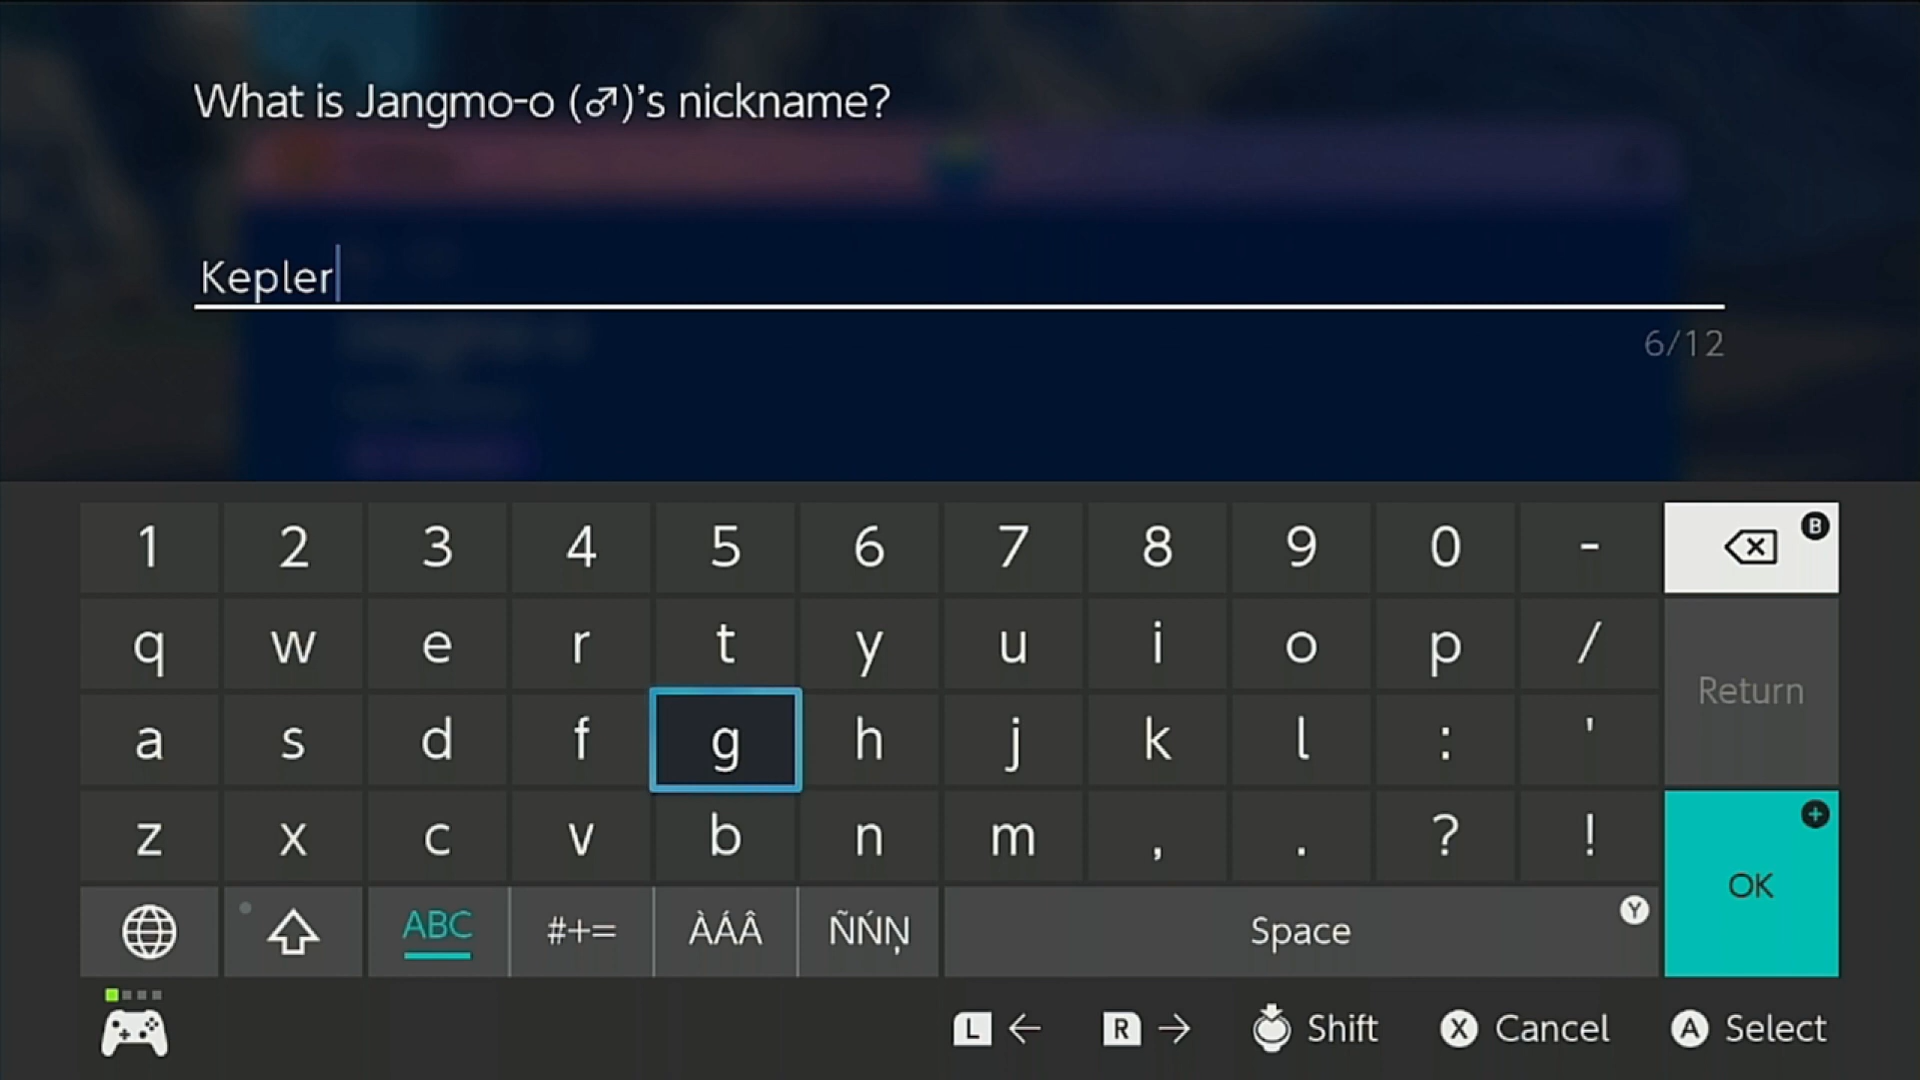 What is Jangmo-o (♂)’s nickname?
Kepler
6/12
1 2 3 4 5 6 7 8 9 0 - B
q w e r t y u i o p / Return
a s d f g h j k l : '
z x c v b n m , . ? ! + OK
ABC #+= ÀÁÂ ÑŃŅ Space Y
L ← R → Shift X Cancel A Select